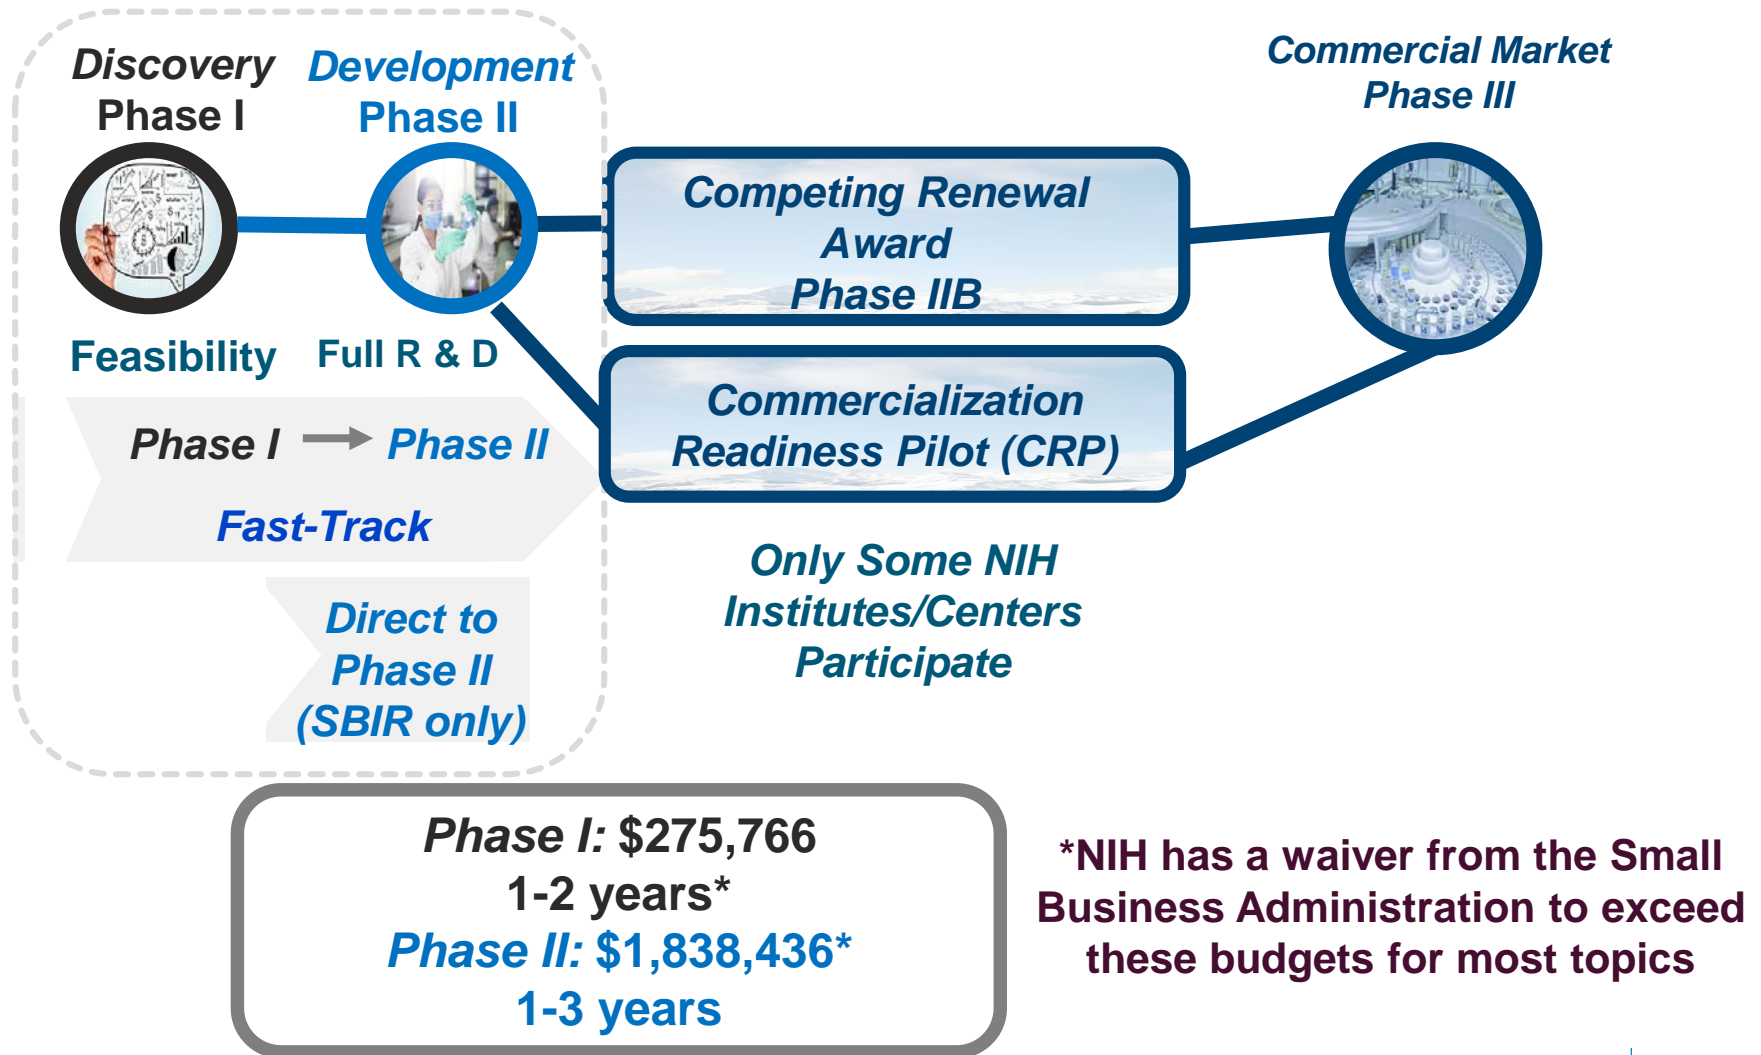 Discovery
Phase I
Development
Phase II
Commercial Market
Phase III
Competing Renewal
Award
Phase IIB
Feasibility
Full R & D
Commercialization
Readiness Pilot (CRP)
Phase I
Phase II
Fast-Track
Only Some NIH
Institutes/Centers
Participate
Direct to
Phase II
(SBIR only)
Phase I: $275,766
1-2 years*
Phase II: $1,838,436*
1-3 years
*NIH has a waiver from the Small
Business Administration to exceed
these budgets for most topics